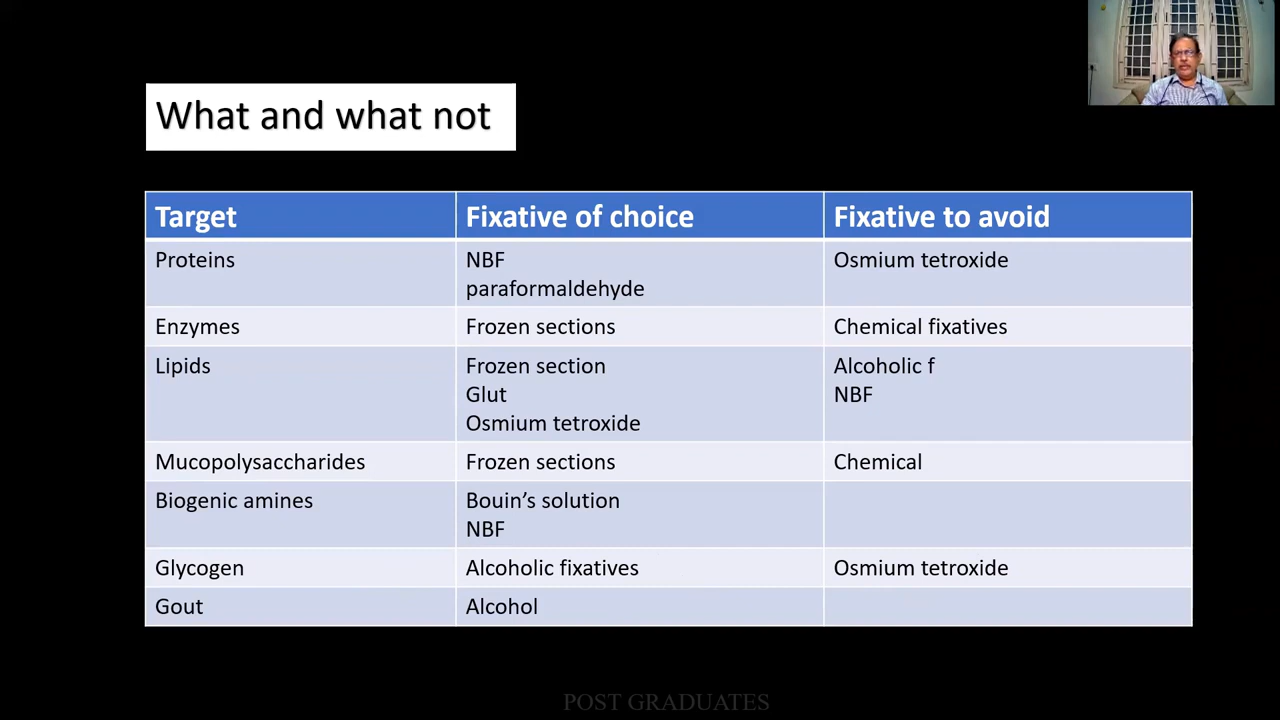 What and what not
Target Fixative of choice Fixative to avoid
Proteins NBF Osmium tetroxide
paraformaldehyde
Enzymes Frozen sections Chemical fixatives
Lipids Frozen section Alcoholic f
Glut NBF
Osmium tetroxide
Mucopolysaccharides Frozen sections Chemical
Biogenic amines Bouin’s solution
NBF
Glycogen Alcoholic fixatives Osmium tetroxide
Gout Alcohol
POST GRADUATES